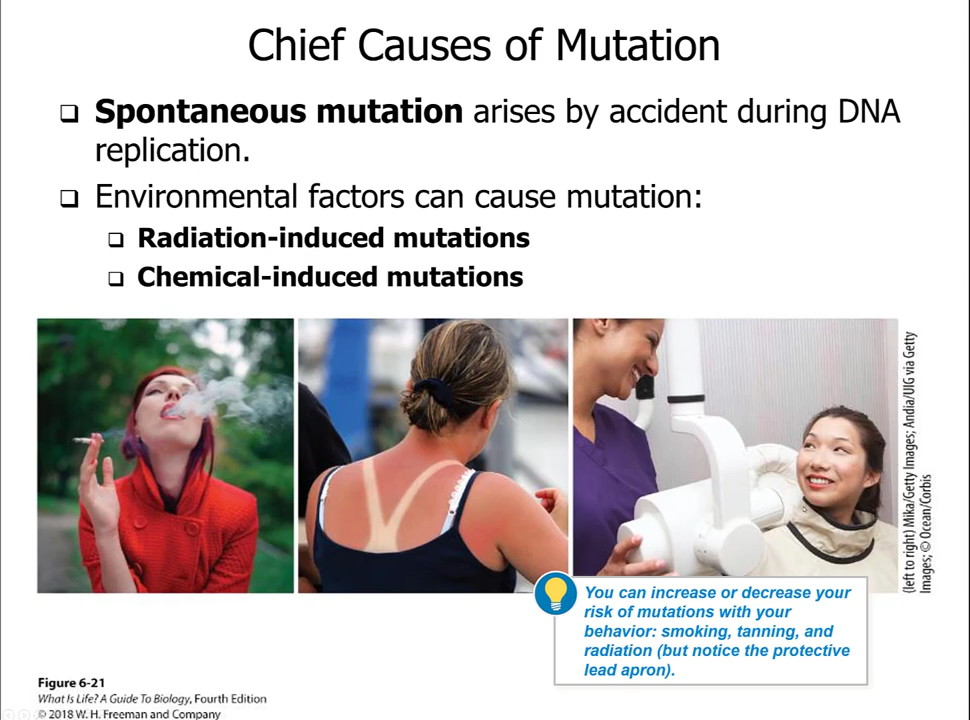 Chief Causes of Mutation
❑ Spontaneous mutation arises by accident during DNA
replication.
❑ Environmental factors can cause mutation:
❑ Radiation-induced mutations
❑ Chemical-induced mutations
(left to right) Mika/Getty Images; Andia/UIG via Getty
Images; © Ocean/Corbis
You can increase or decrease your
risk of mutations with your
behavior: smoking, tanning, and
radiation (but notice the protective
lead apron).
Figure 6-21
What Is Life? A Guide To Biology, Fourth Edition
© 2018 W. H. Freeman and Company